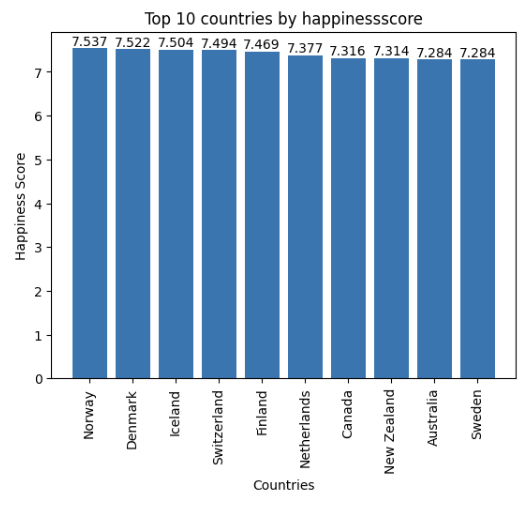 Top 10 countries by happinessscore
7.537 7.522 7.504 7.494 7.469 7.377 7.316 7.314 7.284 7.284
7
6
5
4
3
2
1
0
Happiness Score
Norway
Denmark
Iceland
Switzerland
Finland
Netherlands
Canada
New Zealand
Australia
Sweden
Countries